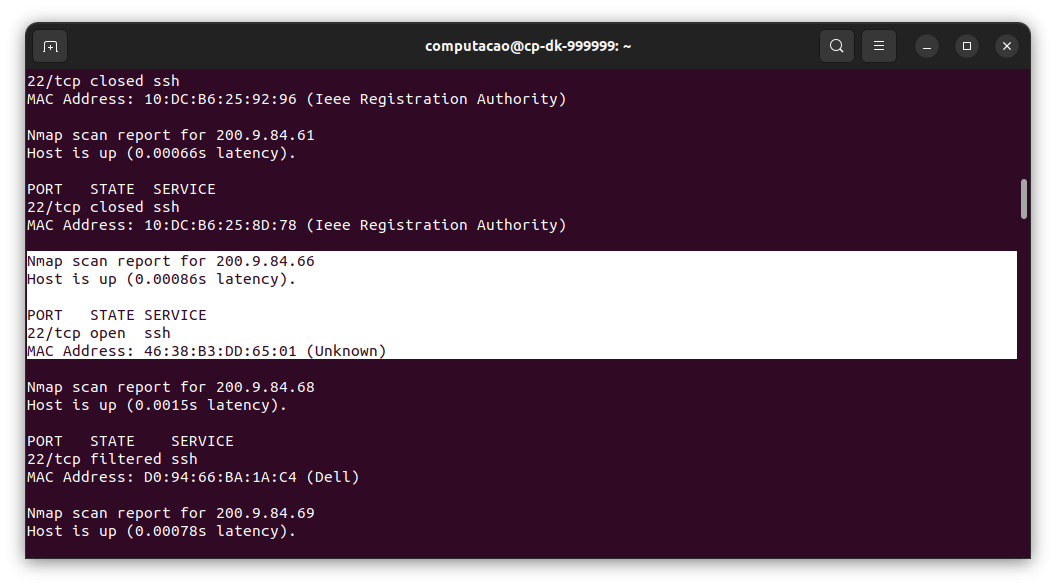 computacao@cp-dk-999999: ~
22/tcp closed ssh
MAC Address: 10:DC:B6:25:92:96 (Ieee Registration Authority)
Nmap scan report for 200.9.84.61
Host is up (0.00066s latency).
PORT   STATE  SERVICE
22/tcp closed ssh
MAC Address: 10:DC:B6:25:8D:78 (Ieee Registration Authority)
Nmap scan report for 200.9.84.66
Host is up (0.00086s latency).
PORT   STATE SERVICE
22/tcp open  ssh
MAC Address: 46:38:B3:DD:65:01 (Unknown)
Nmap scan report for 200.9.84.68
Host is up (0.0015s latency).
PORT   STATE    SERVICE
22/tcp filtered ssh
MAC Address: D0:94:66:BA:1A:C4 (Dell)
Nmap scan report for 200.9.84.69
Host is up (0.00078s latency).